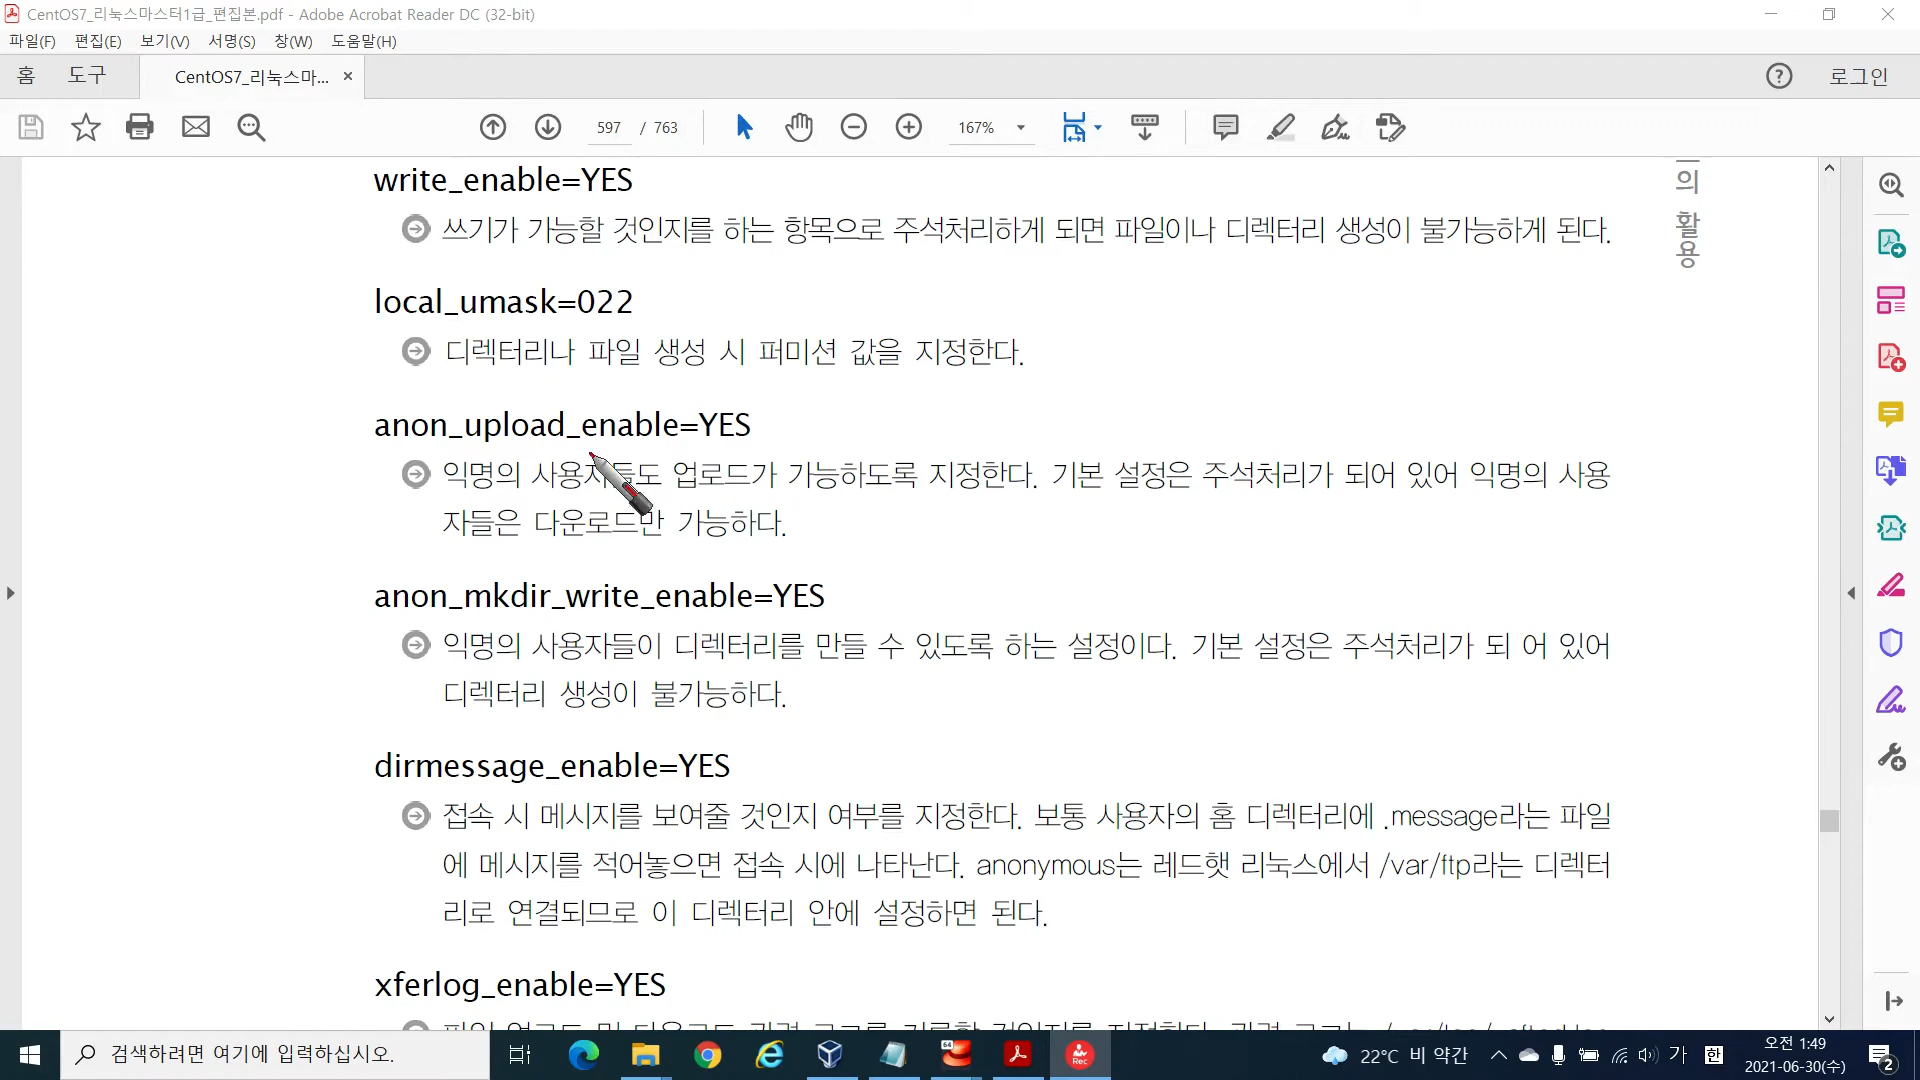 CentOS7_리눅스마스터1급_편집본.pdf - Adobe Acrobat Reader DC (32-bit)
파일(F) 편집(E) 보기(V) 서명(S) 창(W) 도움말(H)
홈 도구 CentOS7_리눅스마... × 로그인
597 / 763 167%
write_enable=YES
쓰기가 가능할 것인지를 하는 항목으로 주석처리하게 되면 파일이나 디렉터리 생성이 불가능하게 된다.
의 활용
local_umask=022
디렉터리나 파일 생성 시 퍼미션 값을 지정한다.
anon_upload_enable=YES
익명의 사용자들도 업로드가 가능하도록 지정한다. 기본 설정은 주석처리가 되어 있어 익명의 사용
자들은 다운로드만 가능하다.
anon_mkdir_write_enable=YES
익명의 사용자들이 디렉터리를 만들 수 있도록 하는 설정이다. 기본 설정은 주석처리가 되 어 있어
디렉터리 생성이 불가능하다.
dirmessage_enable=YES
접속 시 메시지를 보여줄 것인지 여부를 지정한다. 보통 사용자의 홈 디렉터리에 .message라는 파일
에 메시지를 적어놓으면 접속 시에 나타난다. anonymous는 레드햇 리눅스에서 /var/ftp라는 디렉터
리로 연결되므로 이 디렉터리 안에 설정하면 된다.
xferlog_enable=YES
검색하려면 여기에 입력하십시오.
64
Rec
22°C 비 약간
가
한
오전 1:49
2021-06-30(수)
2